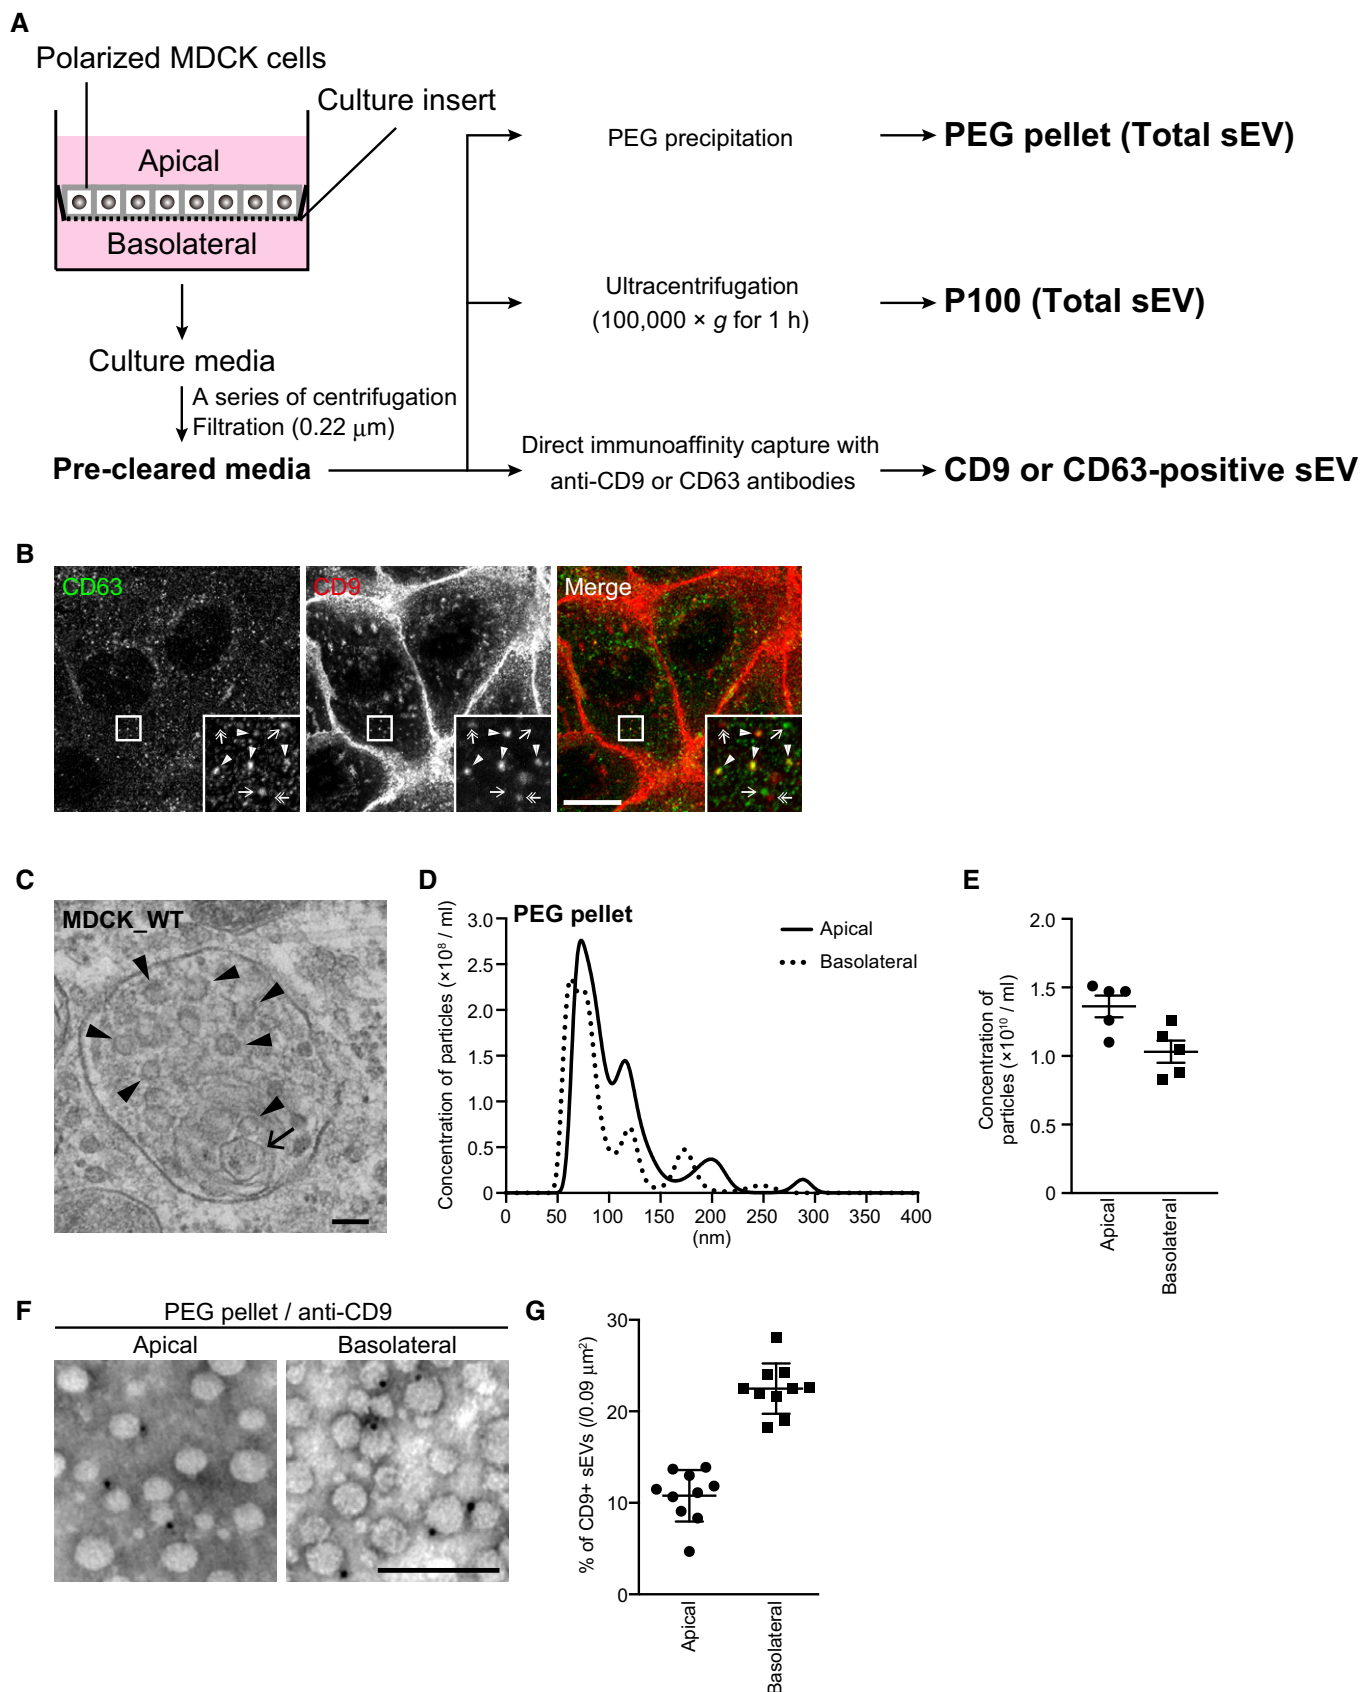 A
Polarized MDCK cells
Culture insert
Apical
Basolateral
Culture media
A series of centrifugation
Filtration (0.22 μm)
Pre-cleared media
PEG precipitation
PEG pellet (Total sEV)
Ultracentrifugation
(100,000 × g for 1 h)
P100 (Total sEV)
Direct immunoaffinity capture with
anti-CD9 or CD63 antibodies
CD9 or CD63-positive sEV
B
CD63
CD9
Merge
C
MDCK_WT
D
PEG pellet
Apical
Basolateral
Concentration of particles (×10⁸ / ml)
3.0
2.5
2.0
1.5
1.0
0.5
0
0 50 100 150 200 250 300 350 400
(nm)
E
Concentration of
particles (×10¹⁰ / ml)
2.0
1.5
1.0
0.5
0
Apical
Basolateral
F
PEG pellet / anti-CD9
Apical
Basolateral
G
% of CD9+ sEVs (/0.09 μm²)
30
20
10
0
Apical
Basolateral